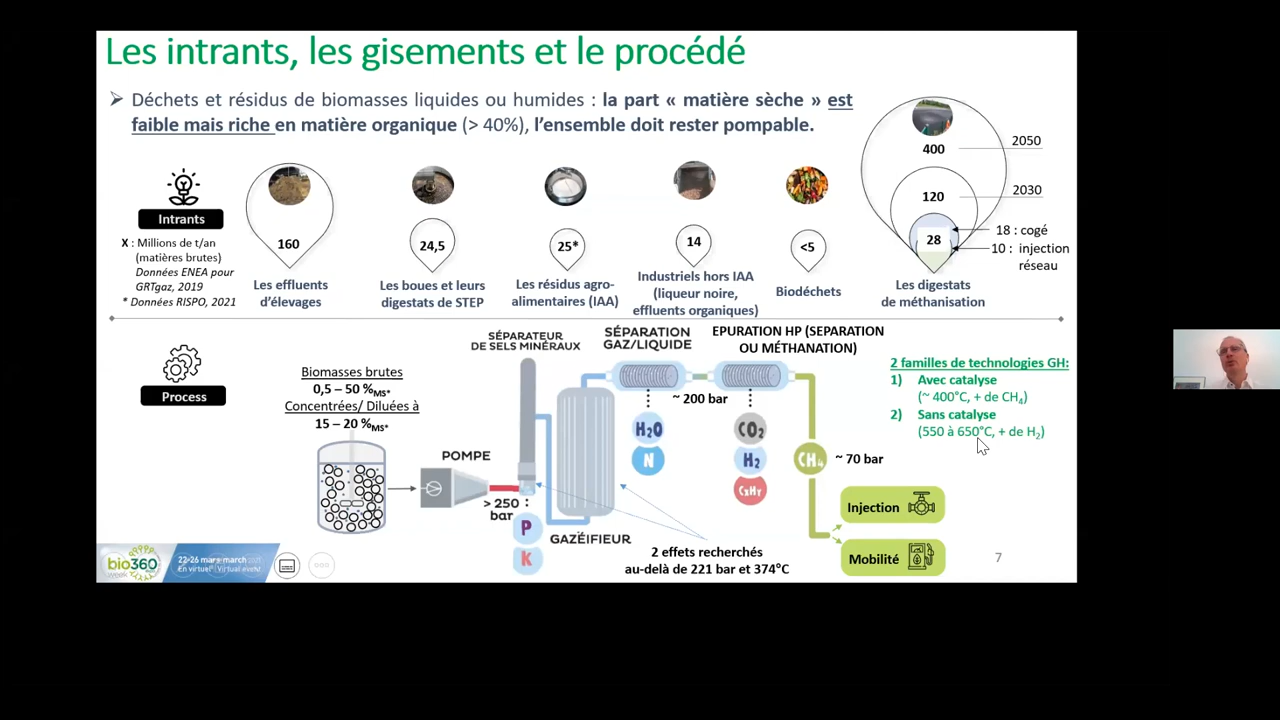 Les intrants, les gisements et le procédé
➢ Déchets et résidus de biomasses liquides ou humides : la part « matière sèche » est
faible mais riche en matière organique (> 40%), l'ensemble doit rester pompable.
400
2050
120
2030
28
18 : cogé
10 : injection
réseau
Les digestats
de méthanisation
Intrants
X : Millions de t/an
(matières brutes)
Données ENEA pour
GRTgaz, 2019
* Données RISPO, 2021
160
Les effluents
d'élevages
24,5
Les boues et leurs
digestats de STEP
25*
Les résidus agro-
alimentaires (IAA)
14
Industriels hors IAA
(liqueur noire,
effluents organiques)
<5
Biodéchets
Process
Biomasses brutes
0,5 – 50 %MS*
Concentrées/ Diluées à
15 – 20 %MS*
POMPE
> 250
bar
SÉPARATEUR
DE SELS MINÉRAUX
P
K
GAZÉIFIEUR
SÉPARATION
GAZ/LIQUIDE
H2O
N
~ 200 bar
EPURATION HP (SEPARATION
OU MÉTHANATION)
CO2
H2
CxHy
CH4
~ 70 bar
Injection
Mobilité
2 effets recherchés
au-delà de 221 bar et 374°C
2 familles de technologies GH:
1) Avec catalyse
(~ 400°C, + de CH4)
2) Sans catalyse
(550 à 650°C, + de H2)
bio360
22-26 mars-march
En virtuel Virtual event
7